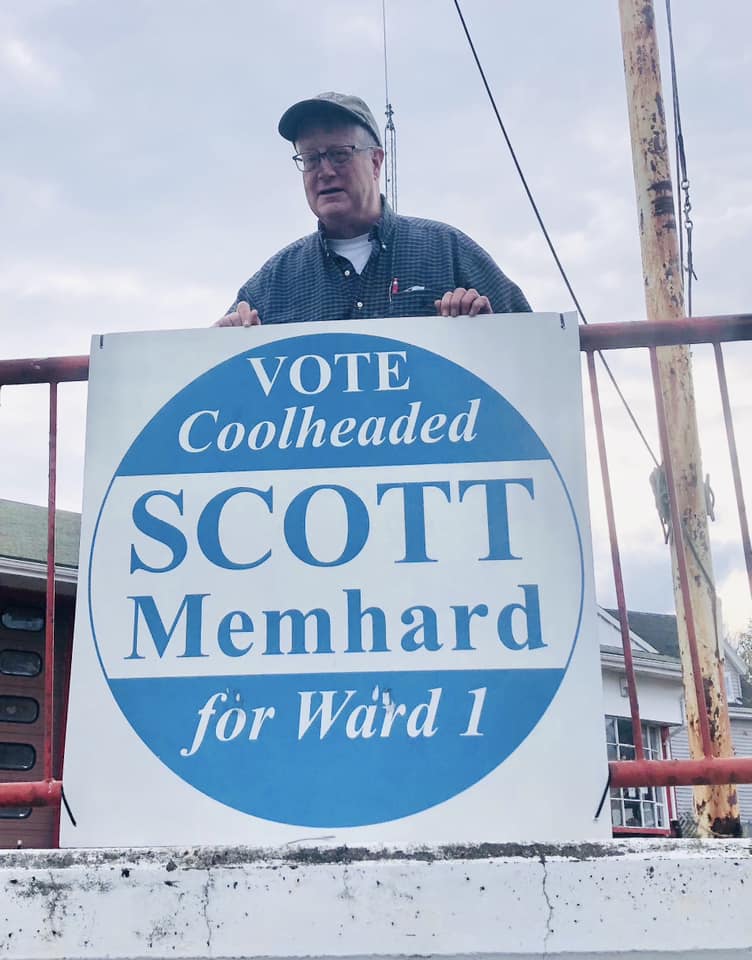 VOTE
Coolheaded
SCOTT
Memhard
for Ward 1